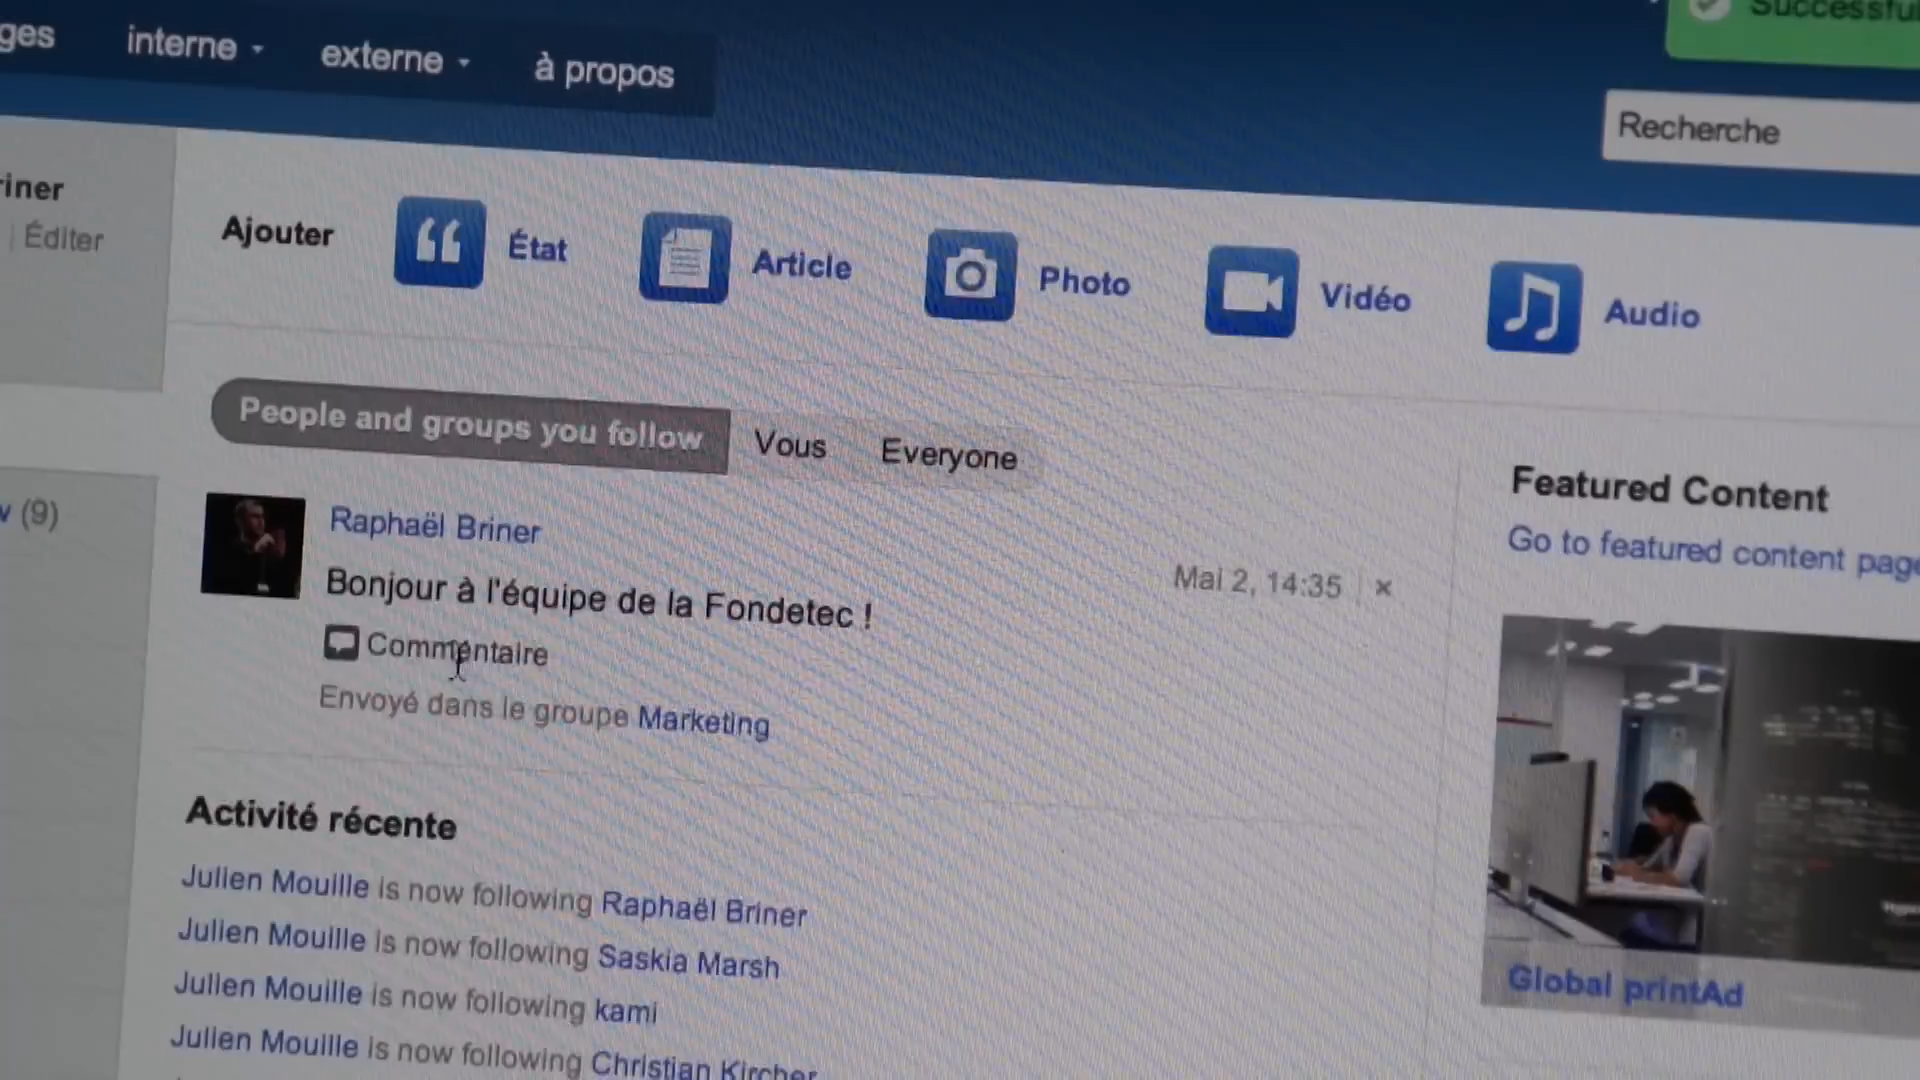 ges interne externe à propos
Successful
Recherche
riner
Éditer
Ajouter État Article Photo Vidéo Audio
People and groups you follow Vous Everyone
(9)
Raphaël Briner
Bonjour à l'équipe de la Fondetec !
Mai 2, 14:35
Commentaire
Envoyé dans le groupe Marketing
Activité récente
Julien Mouille is now following Raphaël Briner
Julien Mouille is now following Saskia Marsh
Julien Mouille is now following kami
Julien Mouille is now following Christian Kircher
Featured Content
Go to featured content page
Global printAd